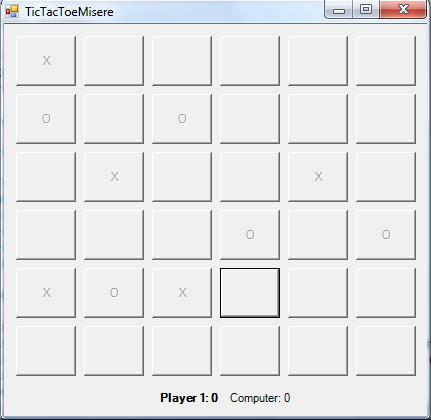 TicTacToeMisere
X
O O
X X
O O
X O X
Player 1: 0 Computer: 0